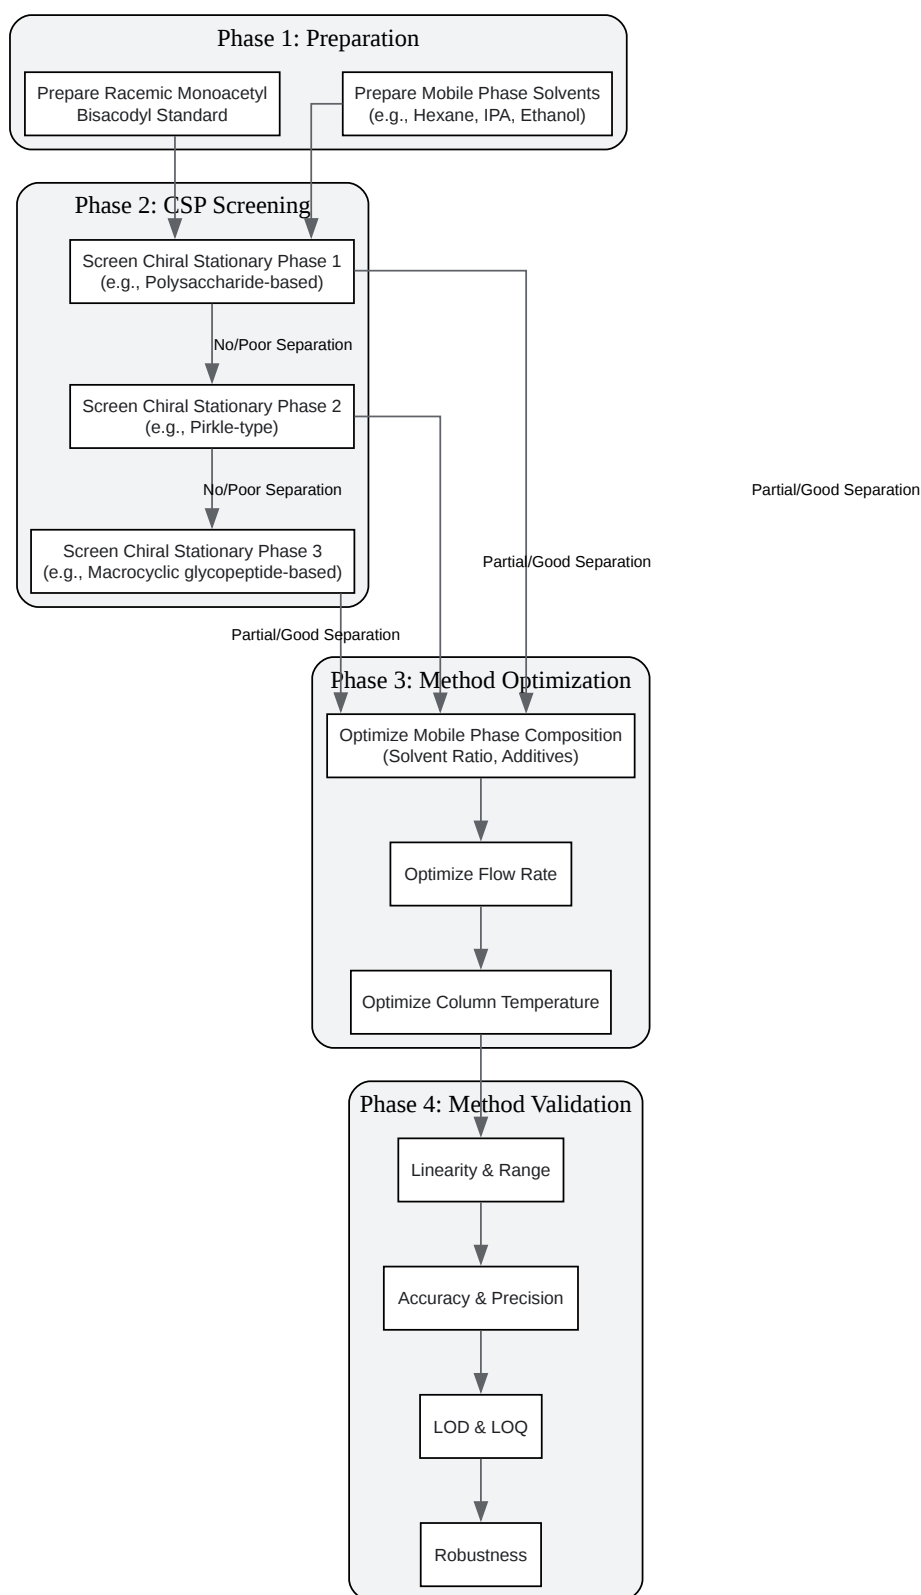 Phase 1: Preparation
Prepare Racemic Monoacetyl
Bisacodyl Standard
Prepare Mobile Phase Solvents
(e.g., Hexane, IPA, Ethanol)
Phase 2: CSP Screening
Screen Chiral Stationary Phase 1
(e.g., Polysaccharide-based)
No/Poor Separation
Screen Chiral Stationary Phase 2
(e.g., Pirkle-type)
No/Poor Separation
Partial/Good Separation
Screen Chiral Stationary Phase 3
(e.g., Macrocyclic glycopeptide-based)
Partial/Good Separation
Partial/Good Separation
Phase 3: Method Optimization
Optimize Mobile Phase Composition
(Solvent Ratio, Additives)
Optimize Flow Rate
Optimize Column Temperature
Phase 4: Method Validation
Linearity & Range
Accuracy & Precision
LOD & LOQ
Robustness